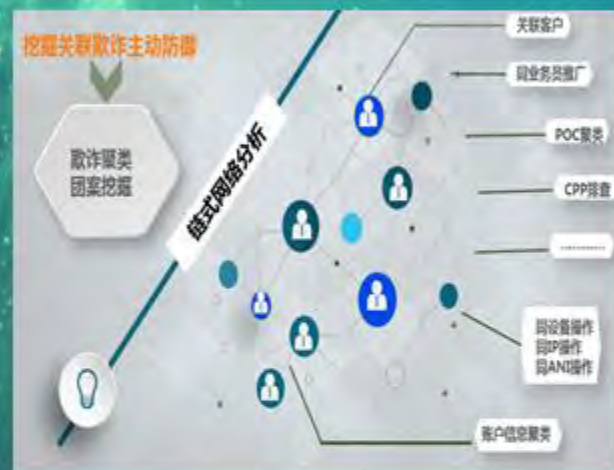 挖掘关联欺诈主动防御
欺诈聚类
团案挖掘
链式网络分析
关联客户
同业务员推广
POC聚类
CPP排查
…………
同设备操作
同IP操作
同ANI操作
账户信息聚类